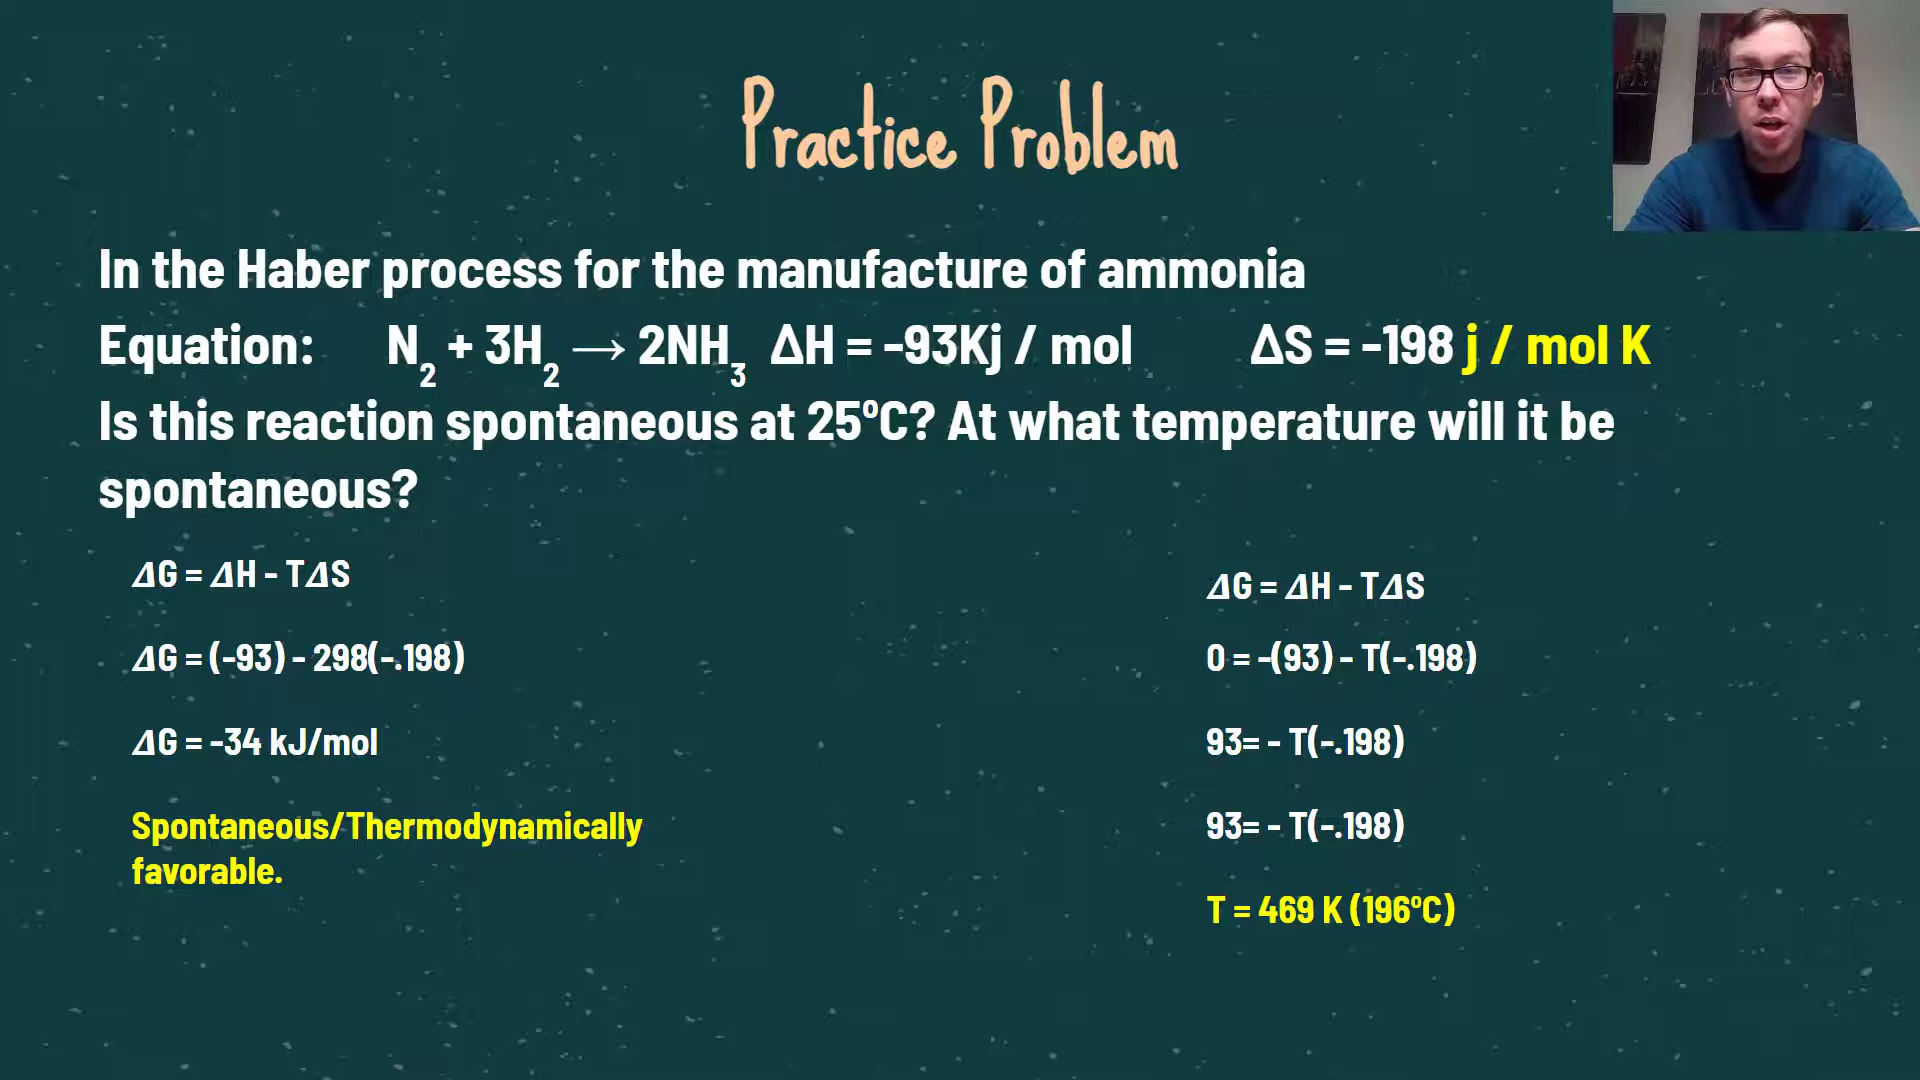 Practice Problem
In the Haber process for the manufacture of ammonia
Equation: N₂ + 3H₂ → 2NH₃ ΔH = -93Kj / mol ΔS = -198 j / mol K
Is this reaction spontaneous at 25ºC? At what temperature will it be
spontaneous?
𝜟G = 𝜟H - T𝜟S
𝜟G = (-93) - 298(-.198)
𝜟G = -34 kJ/mol
Spontaneous/Thermodynamically
favorable.
𝜟G = 𝜟H - T𝜟S
0 = -(93) - T(-.198)
93= - T(-.198)
93= - T(-.198)
T = 469 K (196ºC)